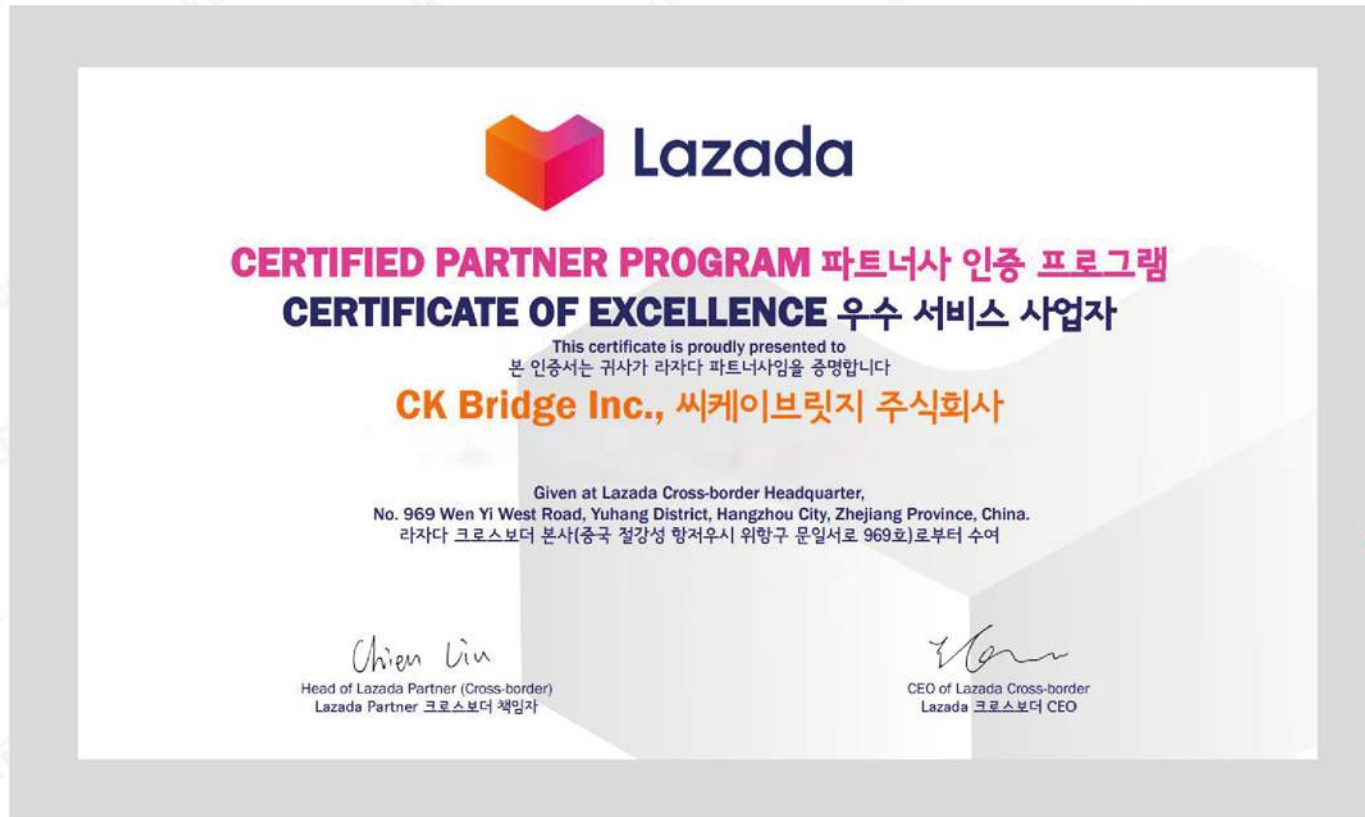 Lazada
CERTIFIED PARTNER PROGRAM 파트너사 인증 프로그램
CERTIFICATE OF EXCELLENCE 우수 서비스 사업자
This certificate is proudly presented to
본 인증서는 귀사가 라자다 파트너사임을 증명합니다
CK Bridge Inc., 씨케이브릿지 주식회사
Given at Lazada Cross-border Headquarter,
No. 969 Wen Yi West Road, Yuhang District, Hangzhou City, Zhejiang Province, China.
라자다 크로스보더 본사(중국 절강성 항저우시 위항구 문일서로 969호)로부터 수여
Chien Liu
Head of Lazada Partner (Cross-border)
Lazada Partner 크로스보더 책임자
CEO of Lazada Cross-border
Lazada 크로스보더 CEO